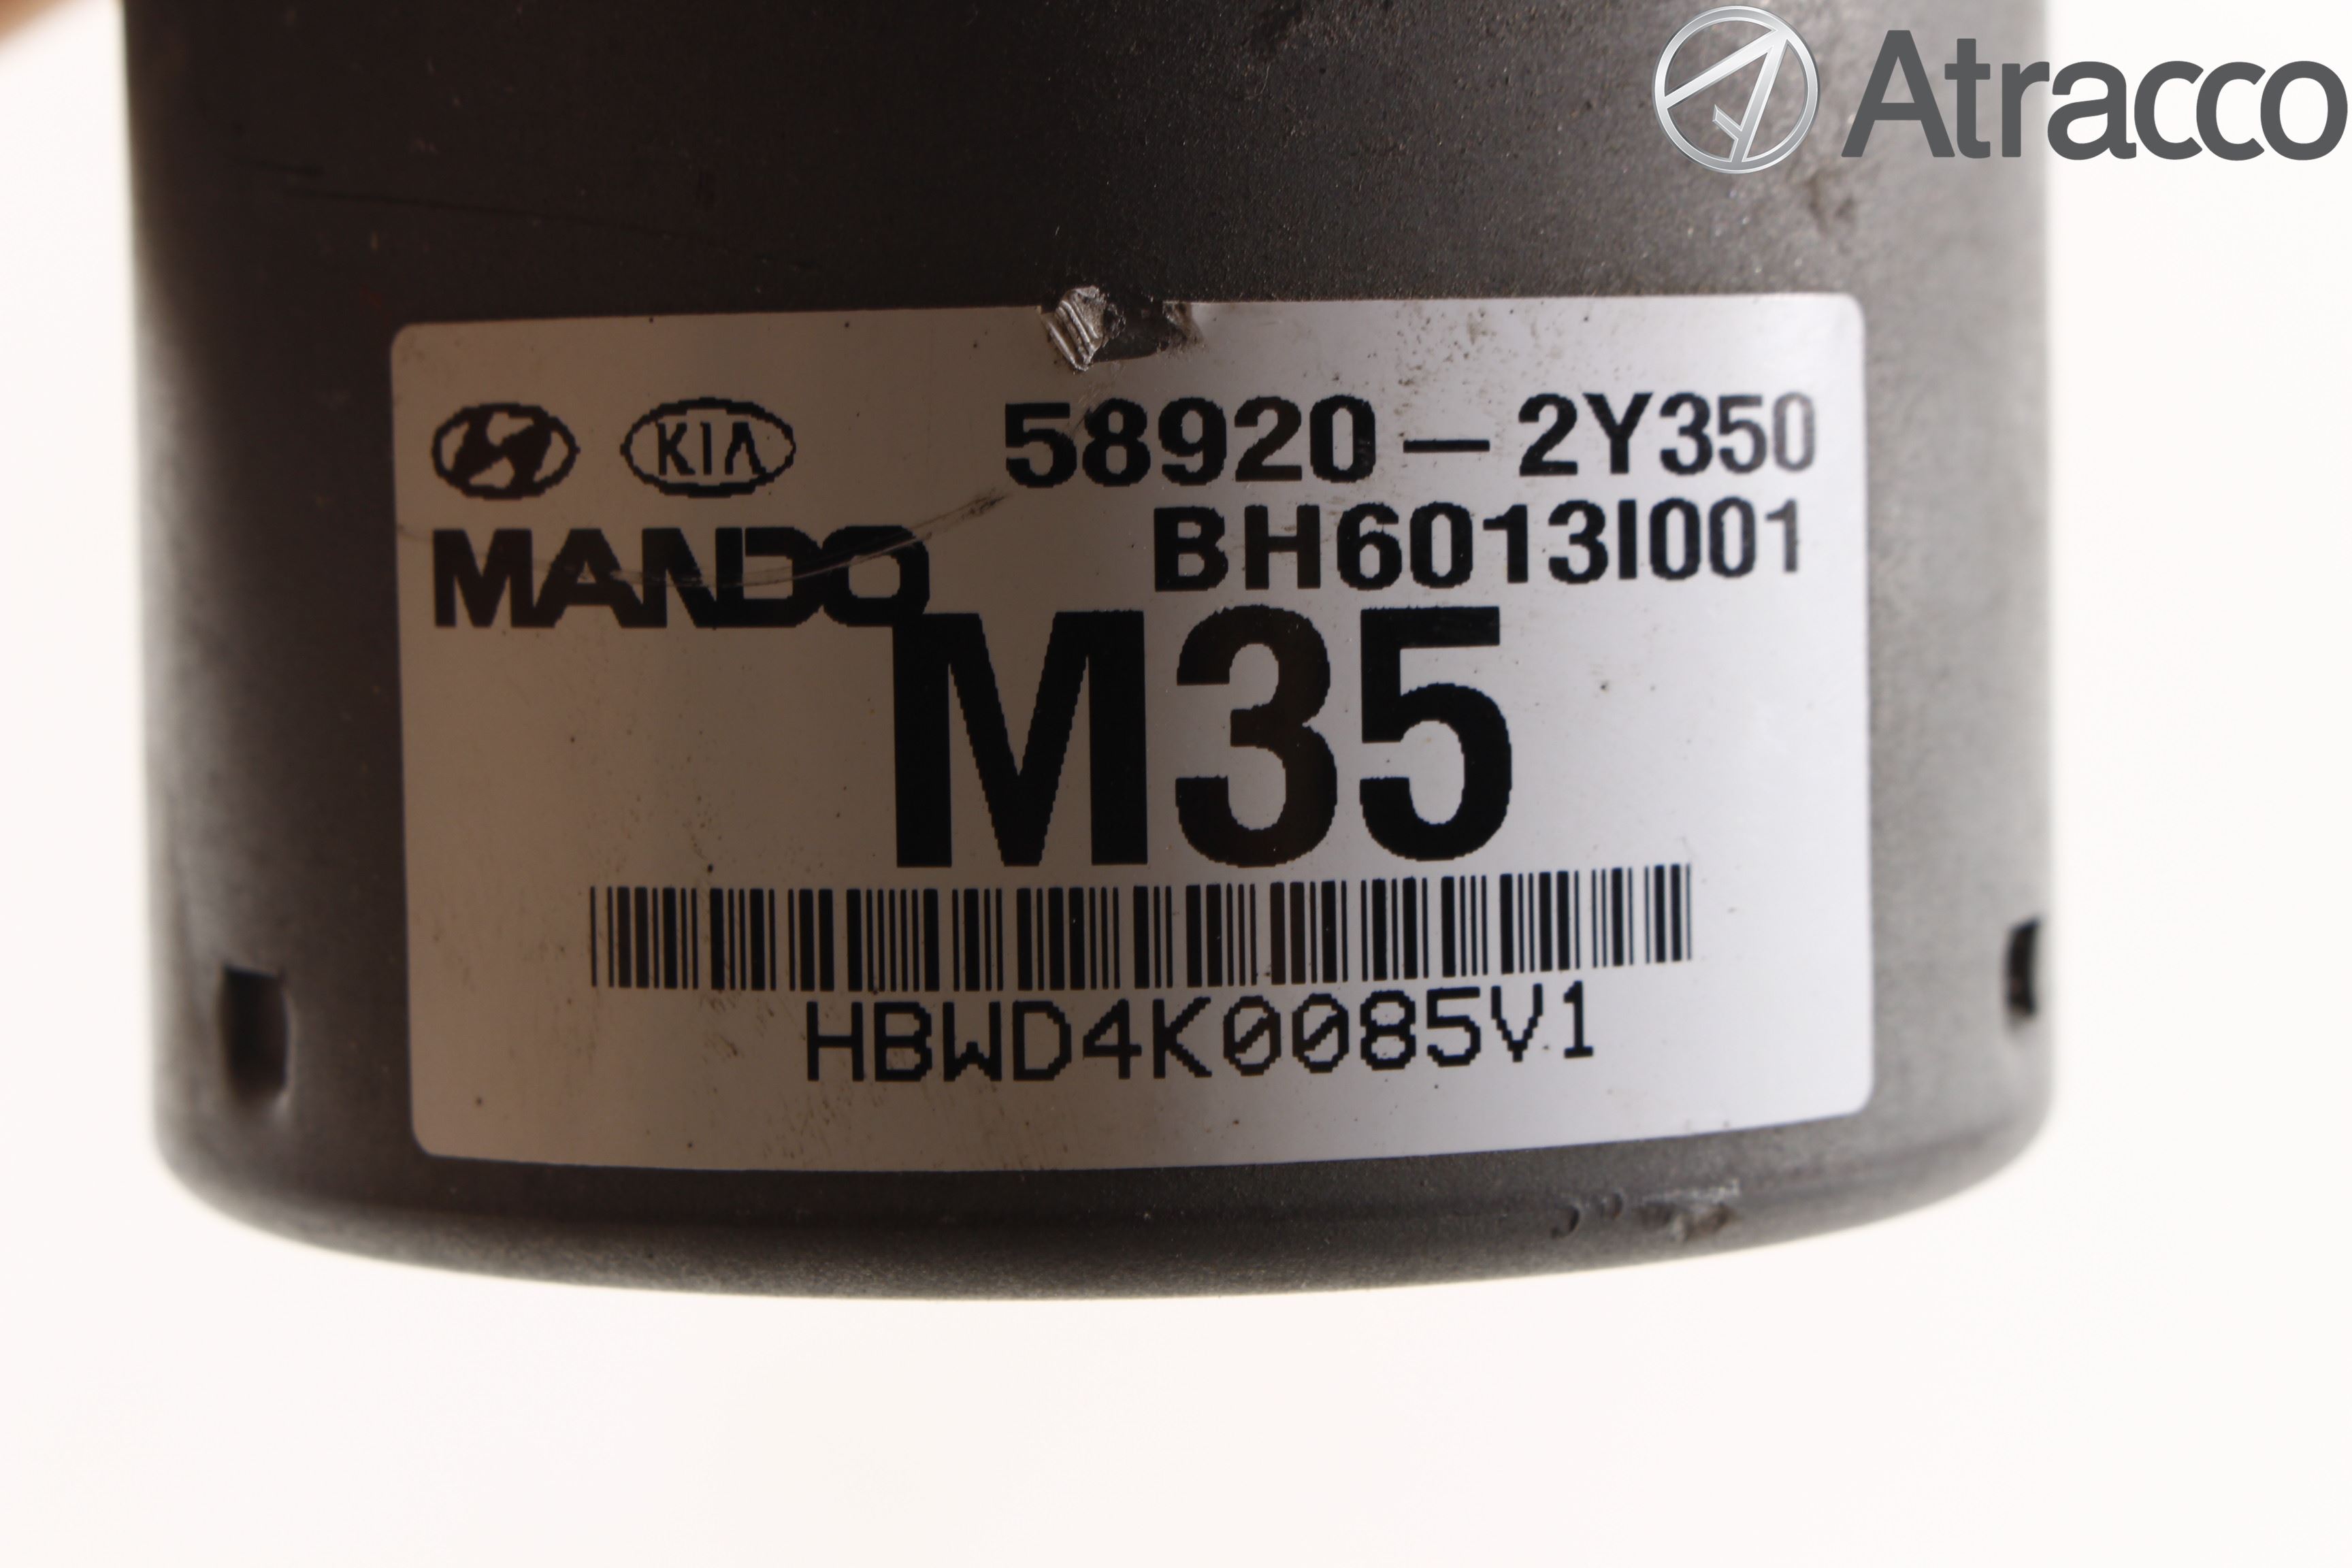 Atracco
KIA 58920-2Y350
MANDO BH6013I001
M35
HBWD4K0085V1